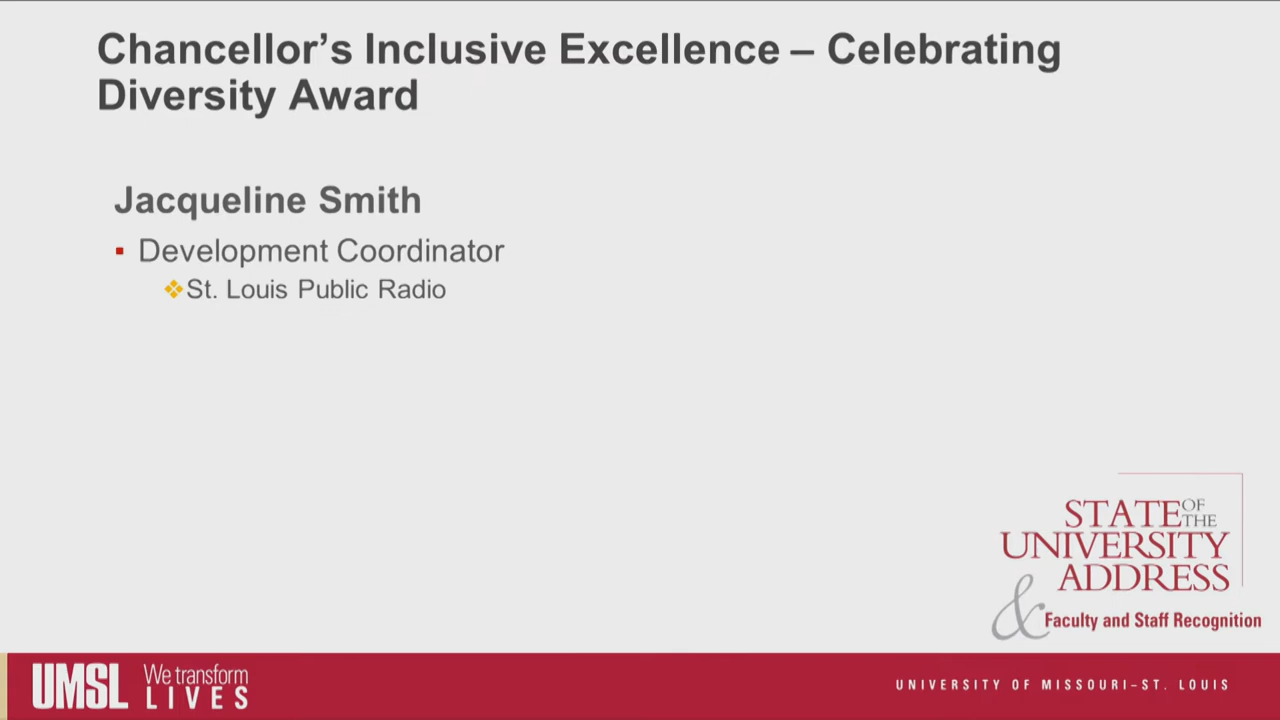 Chancellor’s Inclusive Excellence – Celebrating
Diversity Award
Jacqueline Smith
Development Coordinator
St. Louis Public Radio
STATE OF THE
UNIVERSITY
ADDRESS
& Faculty and Staff Recognition
UMSL We transform LIVES
UNIVERSITY OF MISSOURI–ST. LOUIS